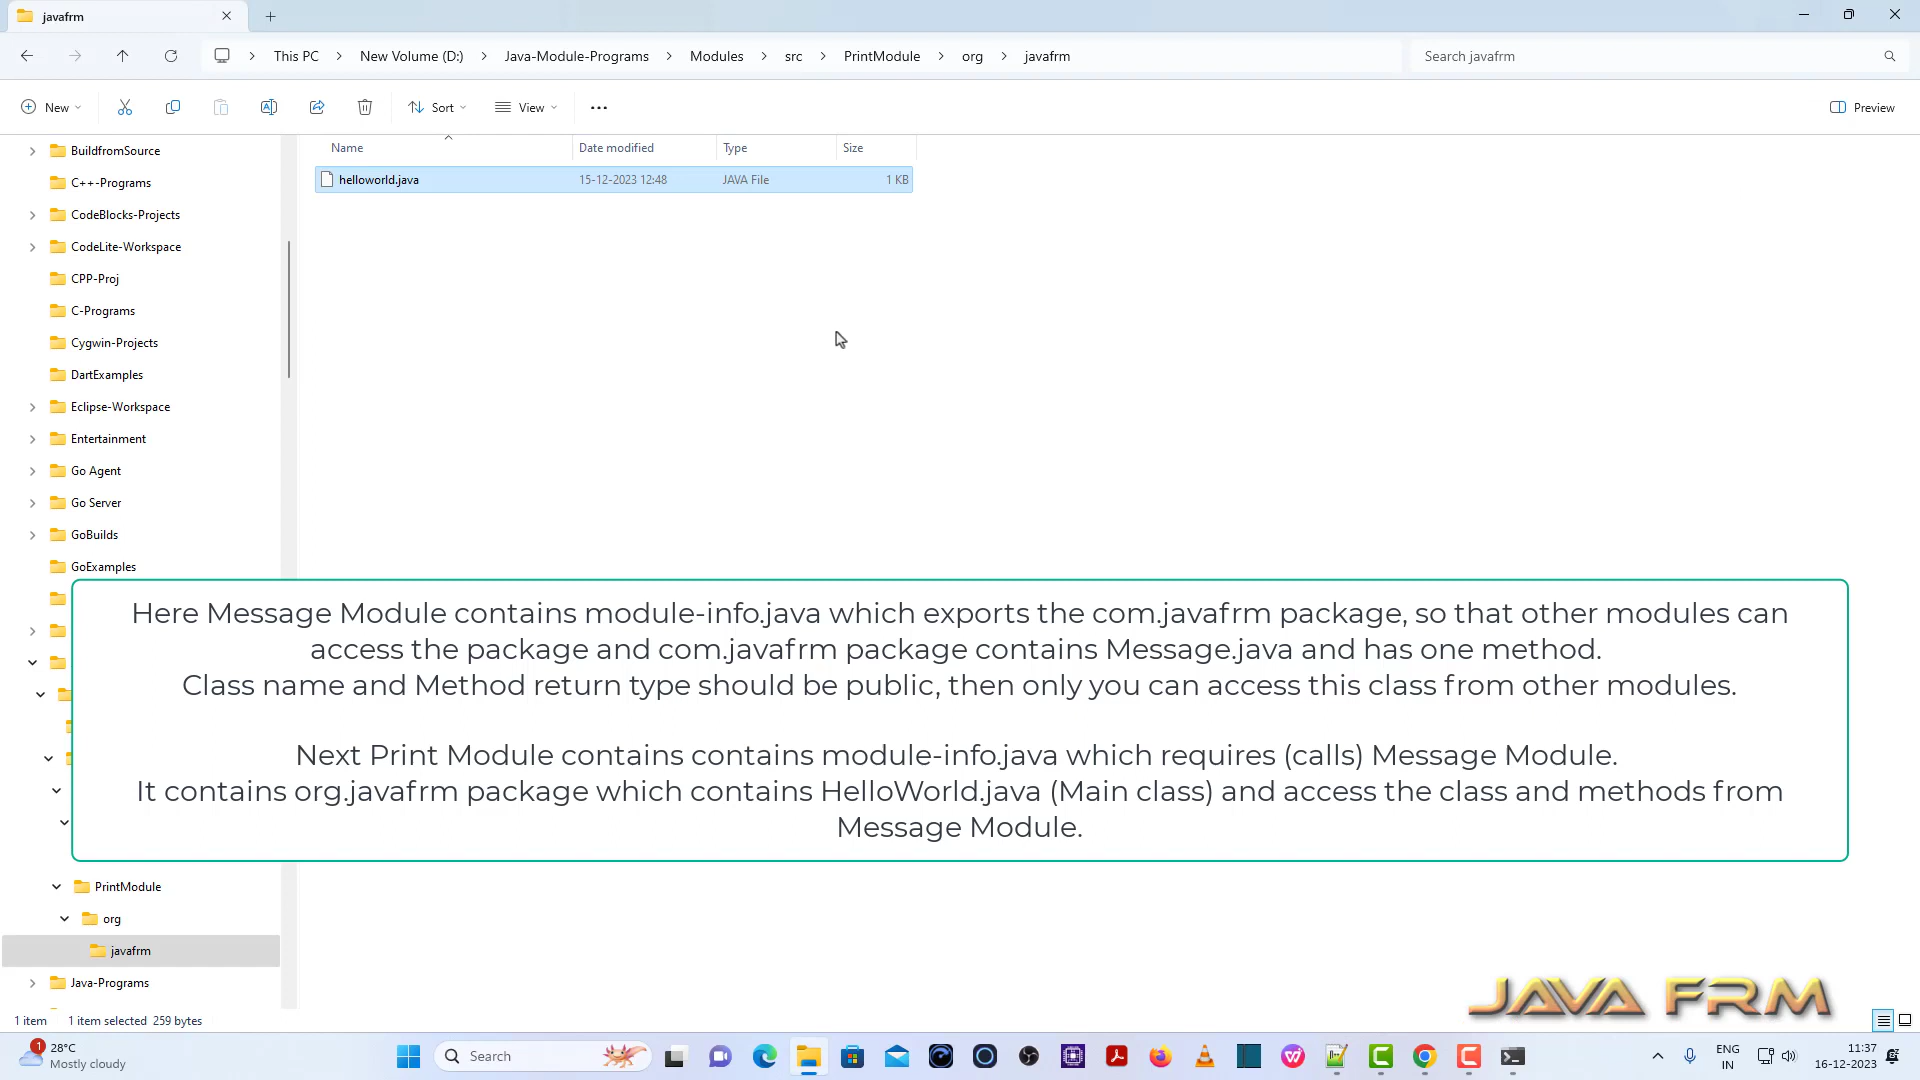 javafrm
This PC
New Volume (D:)
Java-Module-Programs
Modules
src
PrintModule
org
javafrm
Search javafrm
New
Sort
View
Preview
Name
Date modified
Type
Size
helloworld.java
15-12-2023 12:48
JAVA File
1 KB
BuildfromSource
C++-Programs
CodeBlocks-Projects
CodeLite-Workspace
CPP-Proj
C-Programs
Cygwin-Projects
DartExamples
Eclipse-Workspace
Entertainment
Go Agent
Go Server
GoBuilds
GoExamples
Here Message Module contains module-info.java which exports the com.javafrm package, so that other modules can
access the package and com.javafrm package contains Message.java and has one method.
Class name and Method return type should be public, then only you can access this class from other modules.
Next Print Module contains contains module-info.java which requires (calls) Message Module.
It contains org.javafrm package which contains HelloWorld.java (Main class) and access the class and methods from
Message Module.
PrintModule
org
javafrm
Java-Programs
JAVA FRM
1 item
1 item selected 259 bytes
1
28°C
Mostly cloudy
Search
ENG
IN
11:37
16-12-2023